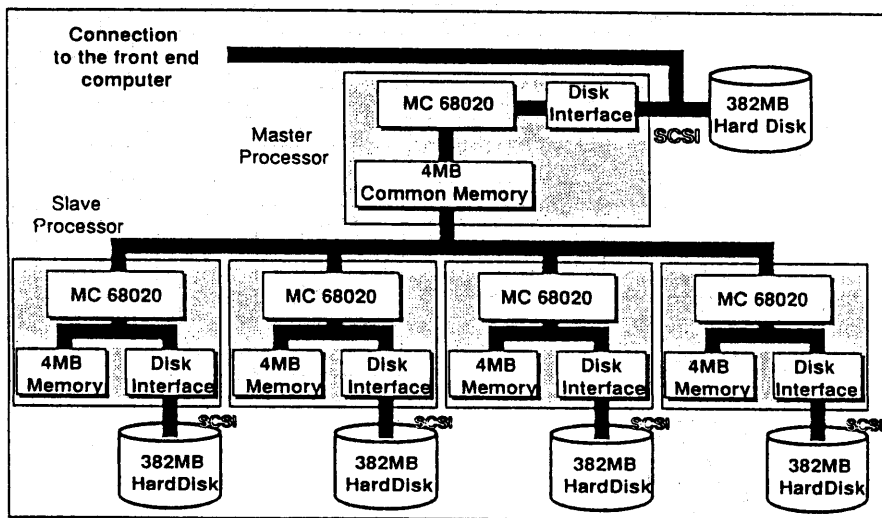 Connection
to the front end
computer
MC 68020
Disk
Interface
382MB
Hard Disk
SCSI
Master
Processor
4MB
Common Memory
Slave
Processor
MC 68020
MC 68020
MC 68020
MC 68020
4MB
Memory
Disk
Interface
4MB
Memory
Disk
Interface
4MB
Memory
Disk
Interface
4MB
Memory
Disk
Interface
SCSI
SCSI
SCSI
SCSI
382MB
HardDisk
382MB
HardDisk
382MB
HardDisk
382MB
HardDisk